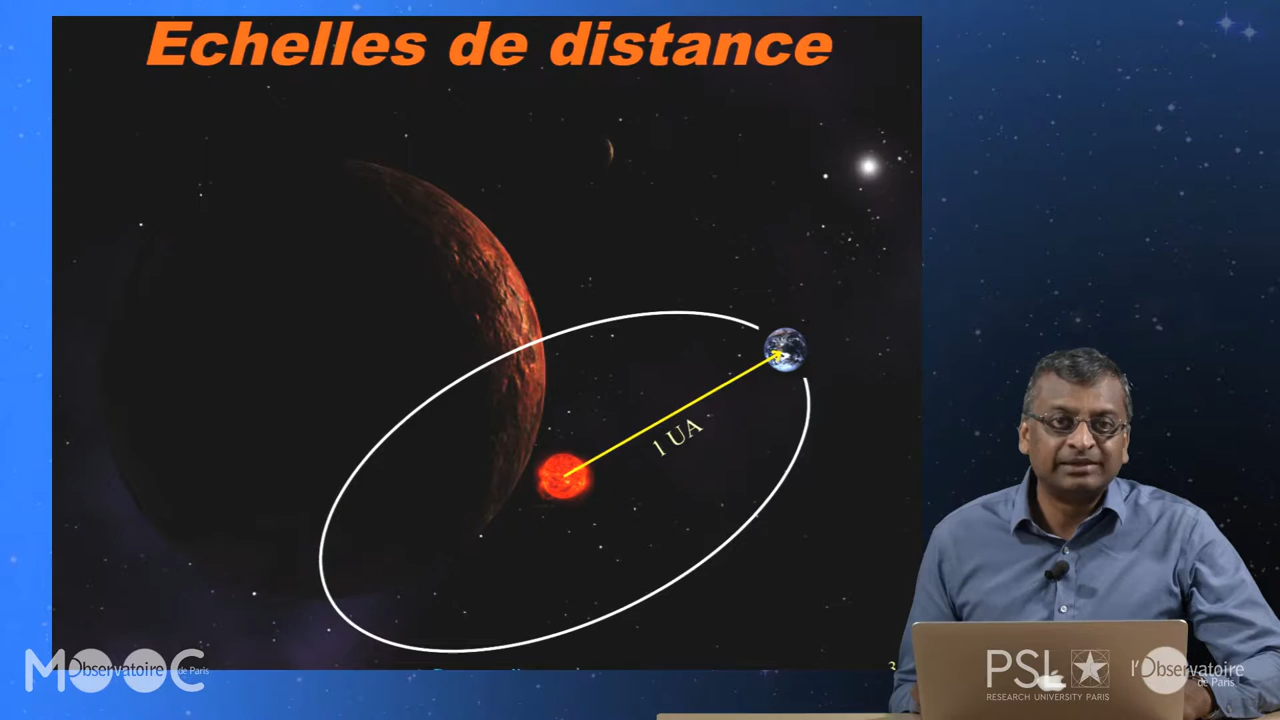 Echelles de distance
1 UA
MOOC
l'Observatoire
de Paris
PSL
RESEARCH UNIVERSITY PARIS
l'Observatoire
de Paris